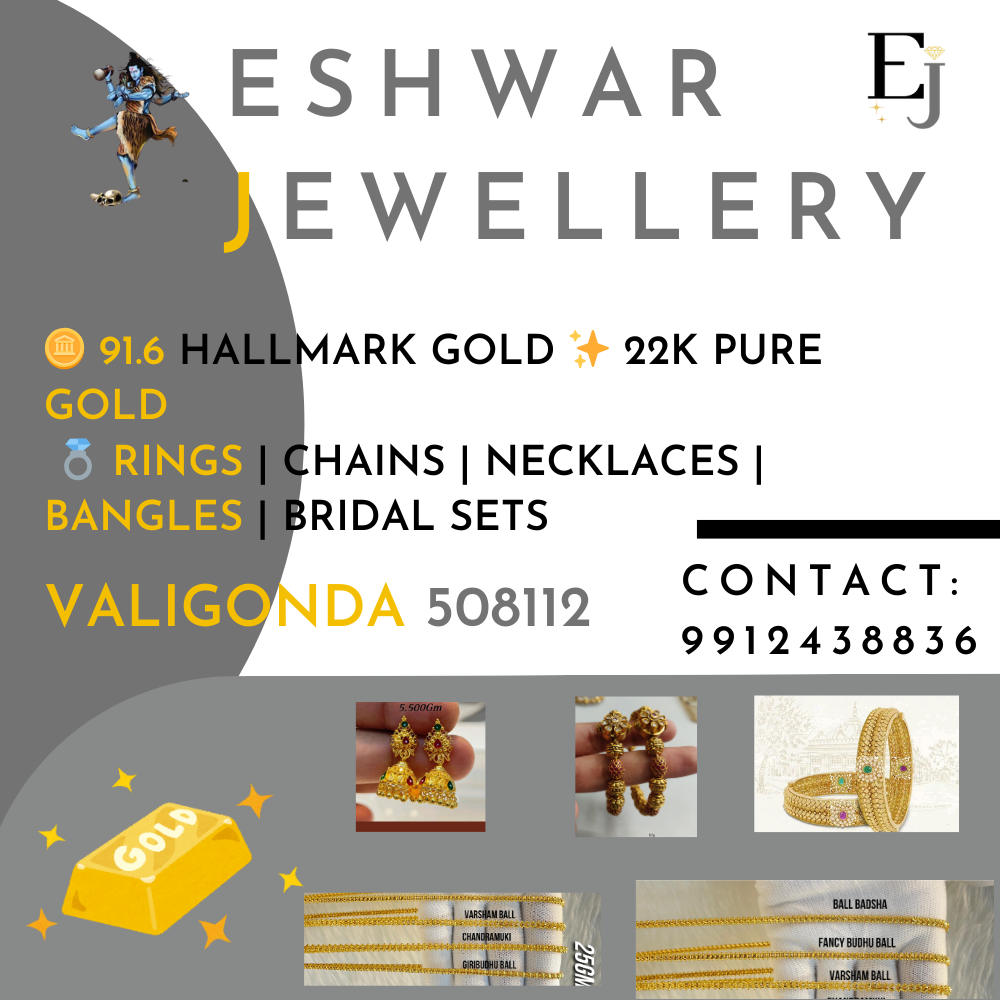 ESHWAR
EJ
JEWELLERY
91.6 HALLMARK GOLD ✨ 22K PURE
GOLD
RINGS | CHAINS | NECKLACES |
BANGLES | BRIDAL SETS
VALIGONDA 508112
CONTACT:
9912438836
5.500Gm
GOLD
VARSHAM BALL
CHANDRAMUKI
GIRIBUDHU BALL
25GM
BALL BADSHA
FANCY BUDHU BALL
VARSHAM BALL